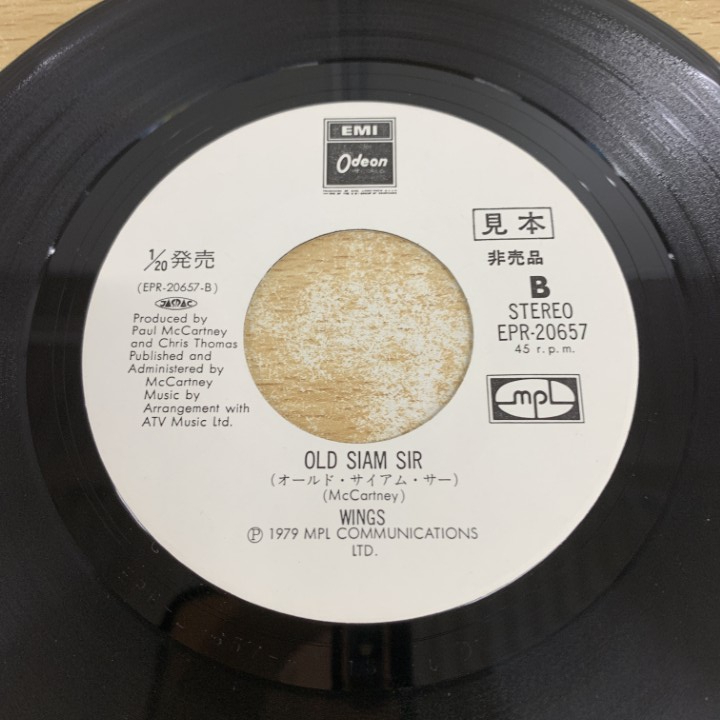 EMI
Odeon
1/20 発売
(EPR-20657-B)
JASRAC
Produced by
Paul McCartney
and Chris Thomas
Published and
Administered by
McCartney
Music by
Arrangement with
ATV Music Ltd.
見本
非売品
B
STEREO
EPR-20657
45 r.p.m.
mpl
OLD SIAM SIR
(オールド・サイアム・サー)
(McCartney)
WINGS
Ⓟ 1979 MPL COMMUNICATIONS
LTD.